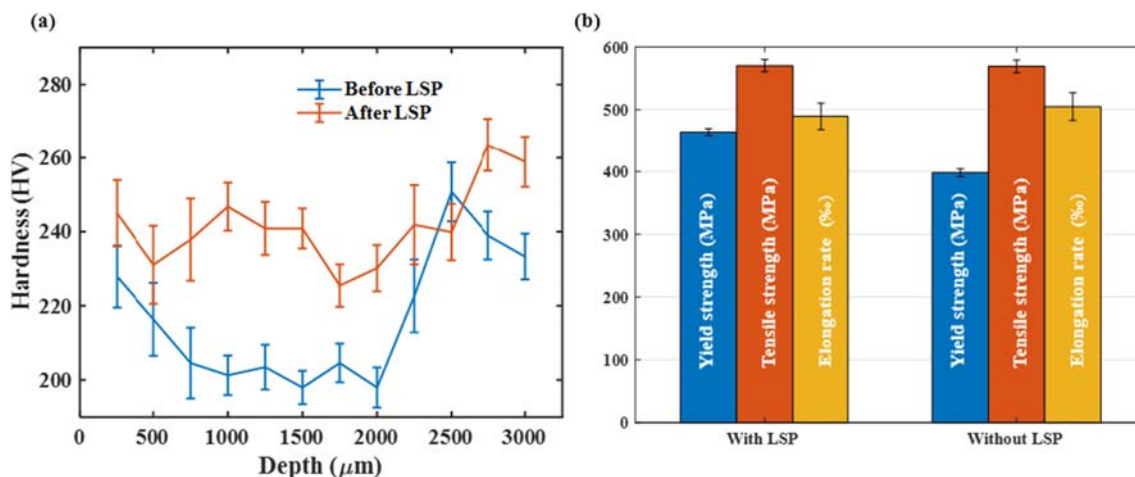 (a)
280
260
240
220
200
0
500
1000
1500
2000
2500
3000
Hardness (HV)
Depth (μm)
Before LSP
After LSP
(b)
600
500
400
300
200
100
0
Yield strength (MPa)
Tensile strength (MPa)
Elongation rate (‰)
Yield strength (MPa)
Tensile strength (MPa)
Elongation rate (‰)
With LSP
Without LSP